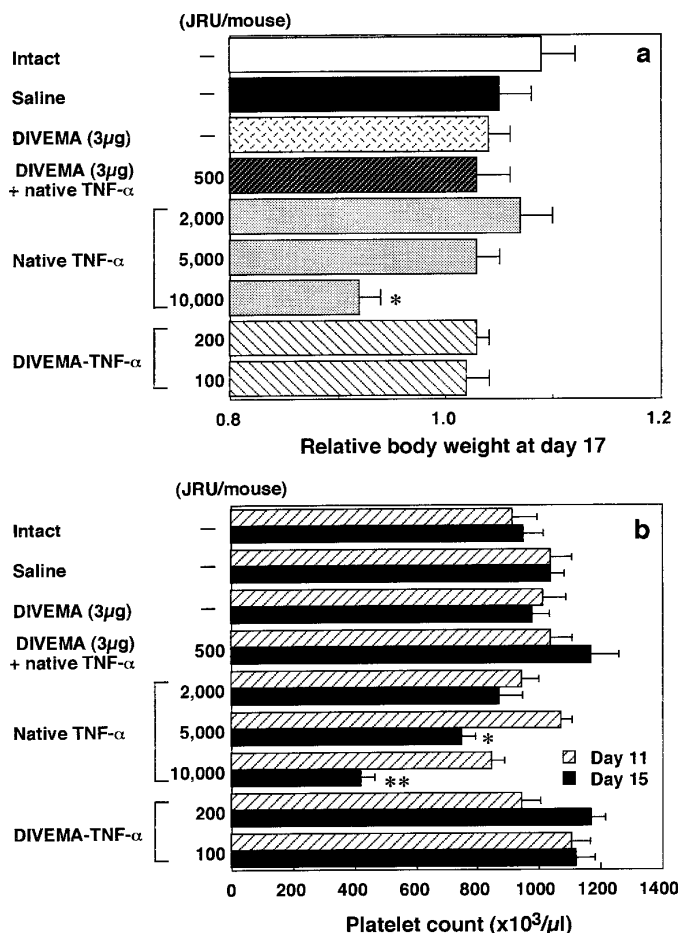 (JRU/mouse)
a
Intact —
Saline —
DIVEMA (3µg) —
DIVEMA (3µg)
+ native TNF-α 500
2,000
Native TNF-α 5,000
10,000 *
200
DIVEMA-TNF-α
100
0.8 1.0 1.2
Relative body weight at day 17
(JRU/mouse)
b
Intact —
Saline —
DIVEMA (3µg) —
DIVEMA (3µg)
+ native TNF-α 500
2,000
Native TNF-α 5,000 *
Day 11
10,000 **
Day 15
200
DIVEMA-TNF-α
100
0 200 400 600 800 1000 1200 1400
Platelet count (x10³/µl)